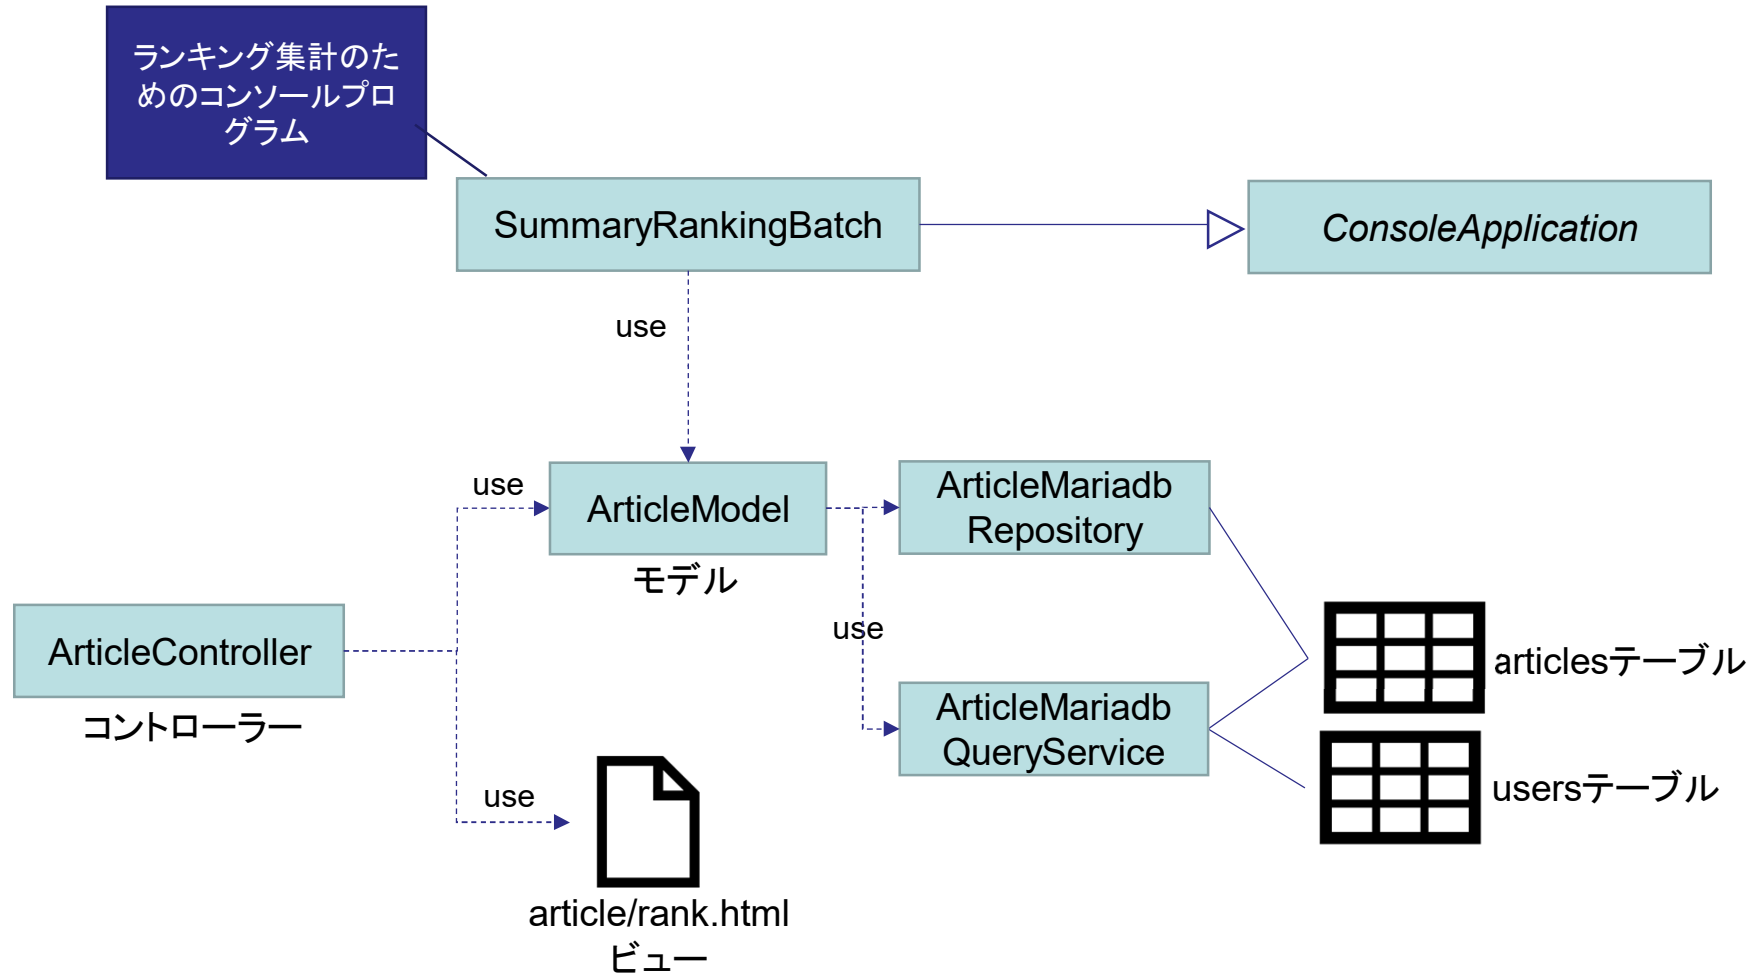 ランキング集計のた
めのコンソールプロ
グラム
SummaryRankingBatch
ConsoleApplication
use
use
ArticleModel
モデル
ArticleMariadb
Repository
use
ArticleController
コントローラー
articlesテーブル
ArticleMariadb
QueryService
usersテーブル
use
article/rank.html
ビュー